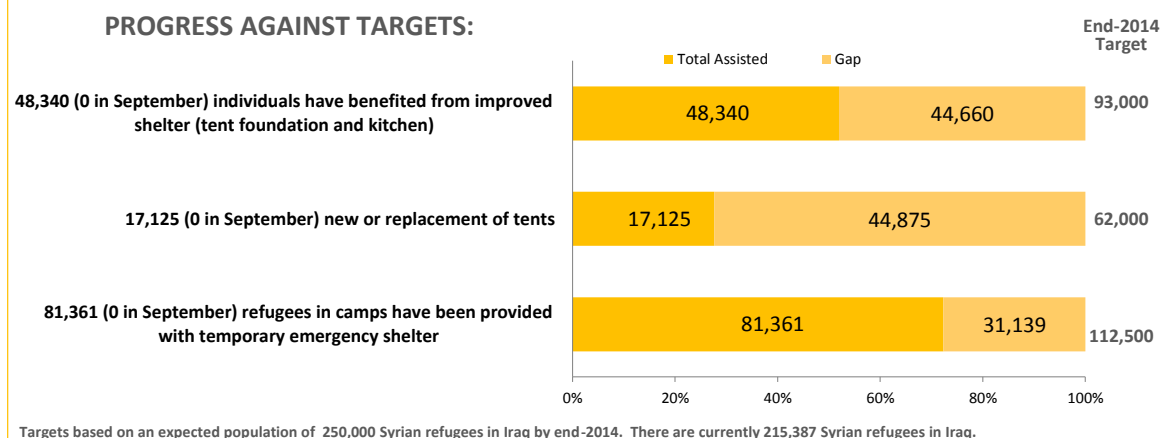 PROGRESS AGAINST TARGETS:
End-2014
Target
Total Assisted Gap
48,340 (0 in September) individuals have benefited from improved
shelter (tent foundation and kitchen)
48,340 44,660 93,000
17,125 (0 in September) new or replacement of tents
17,125 44,875 62,000
81,361 (0 in September) refugees in camps have been provided
with temporary emergency shelter
81,361 31,139 112,500
0% 20% 40% 60% 80% 100%
Targets based on an expected population of 250,000 Syrian refugees in Iraq by end-2014. There are currently 215,387 Syrian refugees in Iraq.